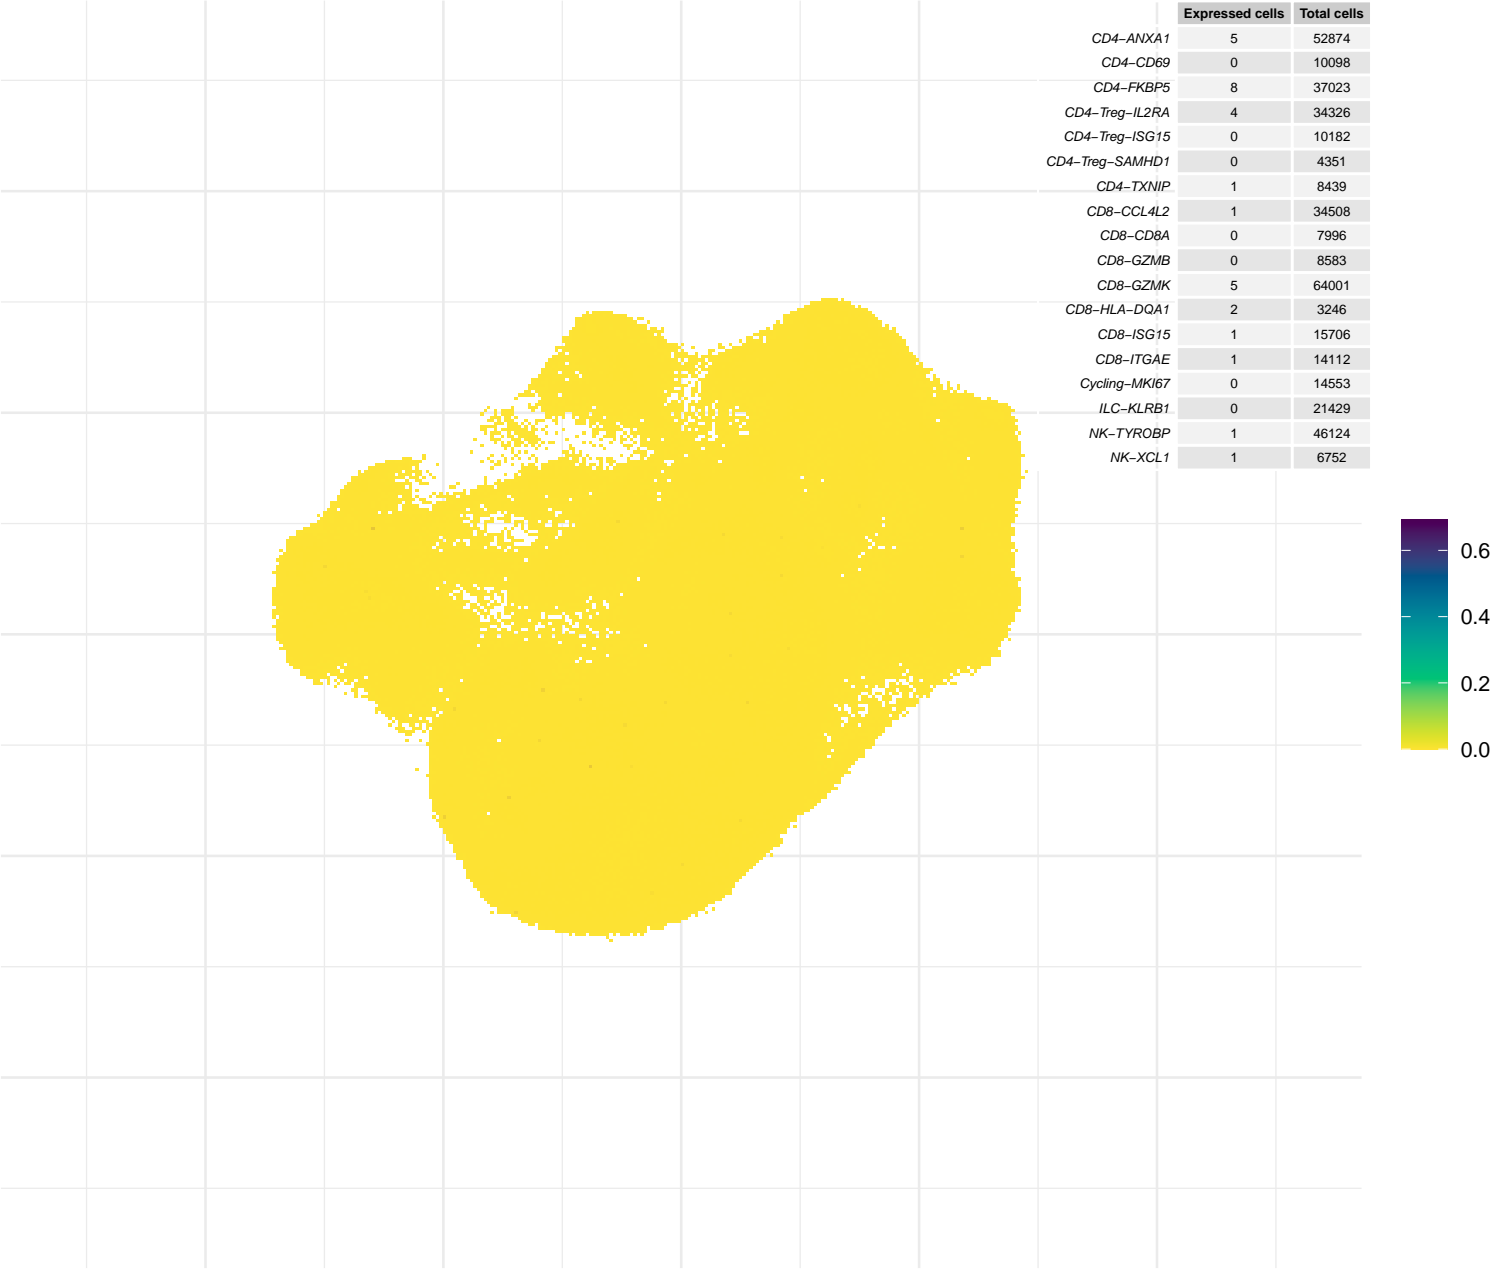 Expressed cells Total cells
CD4−ANXA1 5 52874
CD4−CD69 0 10098
CD4−FKBP5 8 37023
CD4−Treg−IL2RA 4 34326
CD4−Treg−ISG15 0 10182
CD4−Treg−SAMHD1 0 4351
CD4−TXNIP 1 8439
CD8−CCL4L2 1 34508
CD8−CD8A 0 7996
CD8−GZMB 0 8583
CD8−GZMK 5 64001
CD8−HLA−DQA1 2 3246
CD8−ISG15 1 15706
CD8−ITGAE 1 14112
Cycling−MKI67 0 14553
ILC−KLRB1 0 21429
NK−TYROBP 1 46124
NK−XCL1 1 6752
0.6
0.4
0.2
0.0